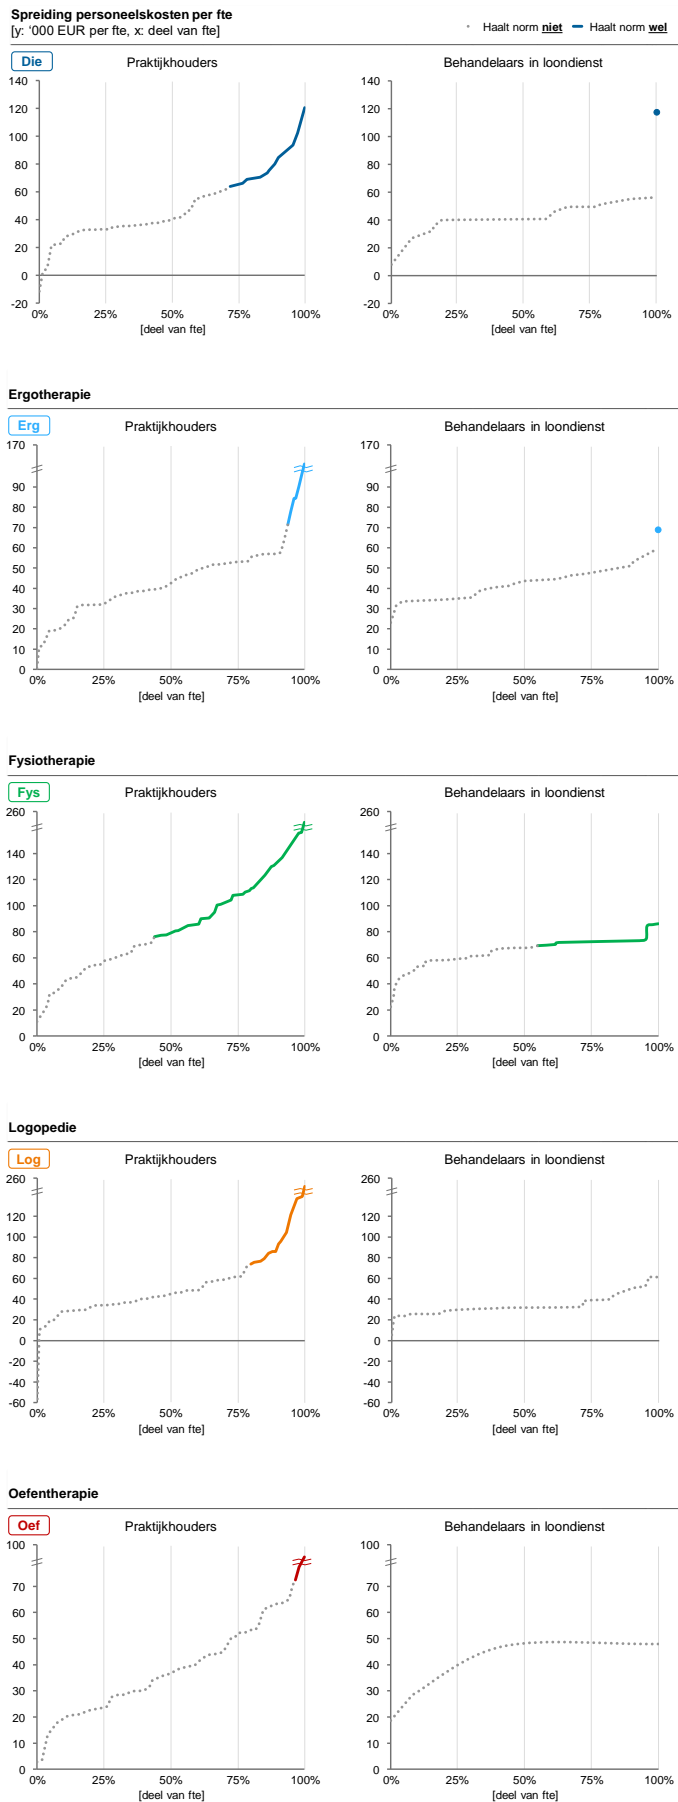 Spreiding personeelskosten per fte
[y: ‘000 EUR per fte, x: deel van fte]
Haalt norm niet
Haalt norm wel
Die
Praktijkhouders
Behandelaars in loondienst
140
120
100
80
60
40
20
0
-20
0% 25% 50% 75% 100%
[deel van fte]
140
120
100
80
60
40
20
0
-20
0% 25% 50% 75% 100%
[deel van fte]
Ergotherapie
Erg
Praktijkhouders
Behandelaars in loondienst
170
90
80
70
60
50
40
30
20
10
0
0% 25% 50% 75% 100%
[deel van fte]
170
90
80
70
60
50
40
30
20
10
0
0% 25% 50% 75% 100%
[deel van fte]
Fysiotherapie
Fys
Praktijkhouders
Behandelaars in loondienst
260
140
120
100
80
60
40
20
0
0% 25% 50% 75% 100%
[deel van fte]
260
140
120
100
80
60
40
20
0
0% 25% 50% 75% 100%
[deel van fte]
Logopedie
Log
Praktijkhouders
Behandelaars in loondienst
260
120
100
80
60
40
20
0
-20
-40
-60
0% 25% 50% 75% 100%
[deel van fte]
260
120
100
80
60
40
20
0
-20
-40
-60
0% 25% 50% 75% 100%
[deel van fte]
Oefentherapie
Oef
Praktijkhouders
Behandelaars in loondienst
100
70
60
50
40
30
20
10
0
0% 25% 50% 75% 100%
[deel van fte]
100
70
60
50
40
30
20
10
0
0% 25% 50% 75% 100%
[deel van fte]